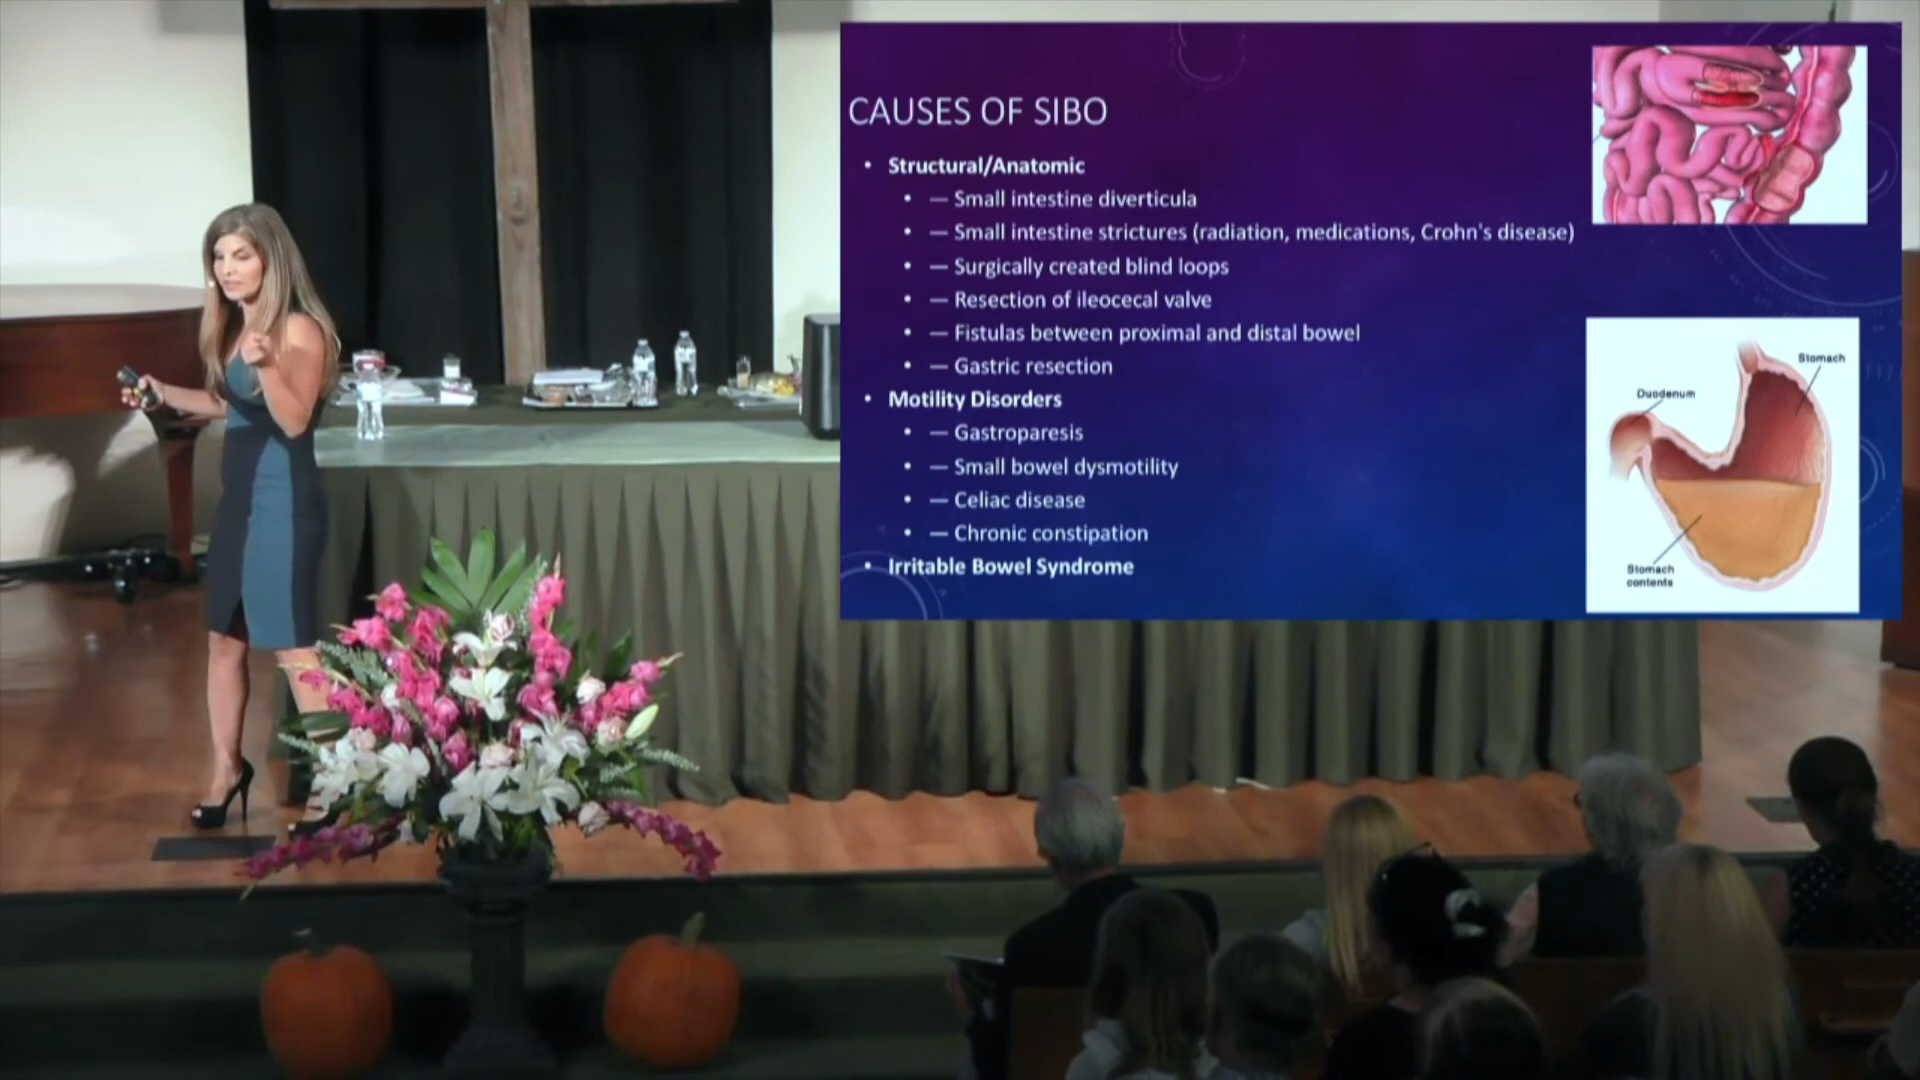 CAUSES OF SIBO
• Structural/Anatomic
• — Small intestine diverticula
• — Small intestine strictures (radiation, medications, Crohn's disease)
• — Surgically created blind loops
• — Resection of ileocecal valve
• — Fistulas between proximal and distal bowel
• — Gastric resection
• Motility Disorders
• — Gastroparesis
• — Small bowel dysmotility
• — Celiac disease
• — Chronic constipation
• Irritable Bowel Syndrome
Stomach
Duodenum
Stomach
contents